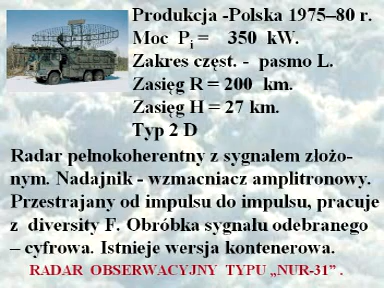 Produkcja -Polska 1975–80 r.
Moc Pi = 350 kW.
Zakres częst. - pasmo L.
Zasięg R = 200 km.
Zasięg H = 27 km.
Typ 2 D
Radar pełnokoherentny z sygnałem złożo-
nym. Nadajnik - wzmacniacz amplitronowy.
Przestrajany od impulsu do impulsu, pracuje
z diversity F. Obróbka sygnału odebranego
– cyfrowa. Istnieje wersja kontenerowa.
RADAR OBSERWACYJNY TYPU „NUR-31” .